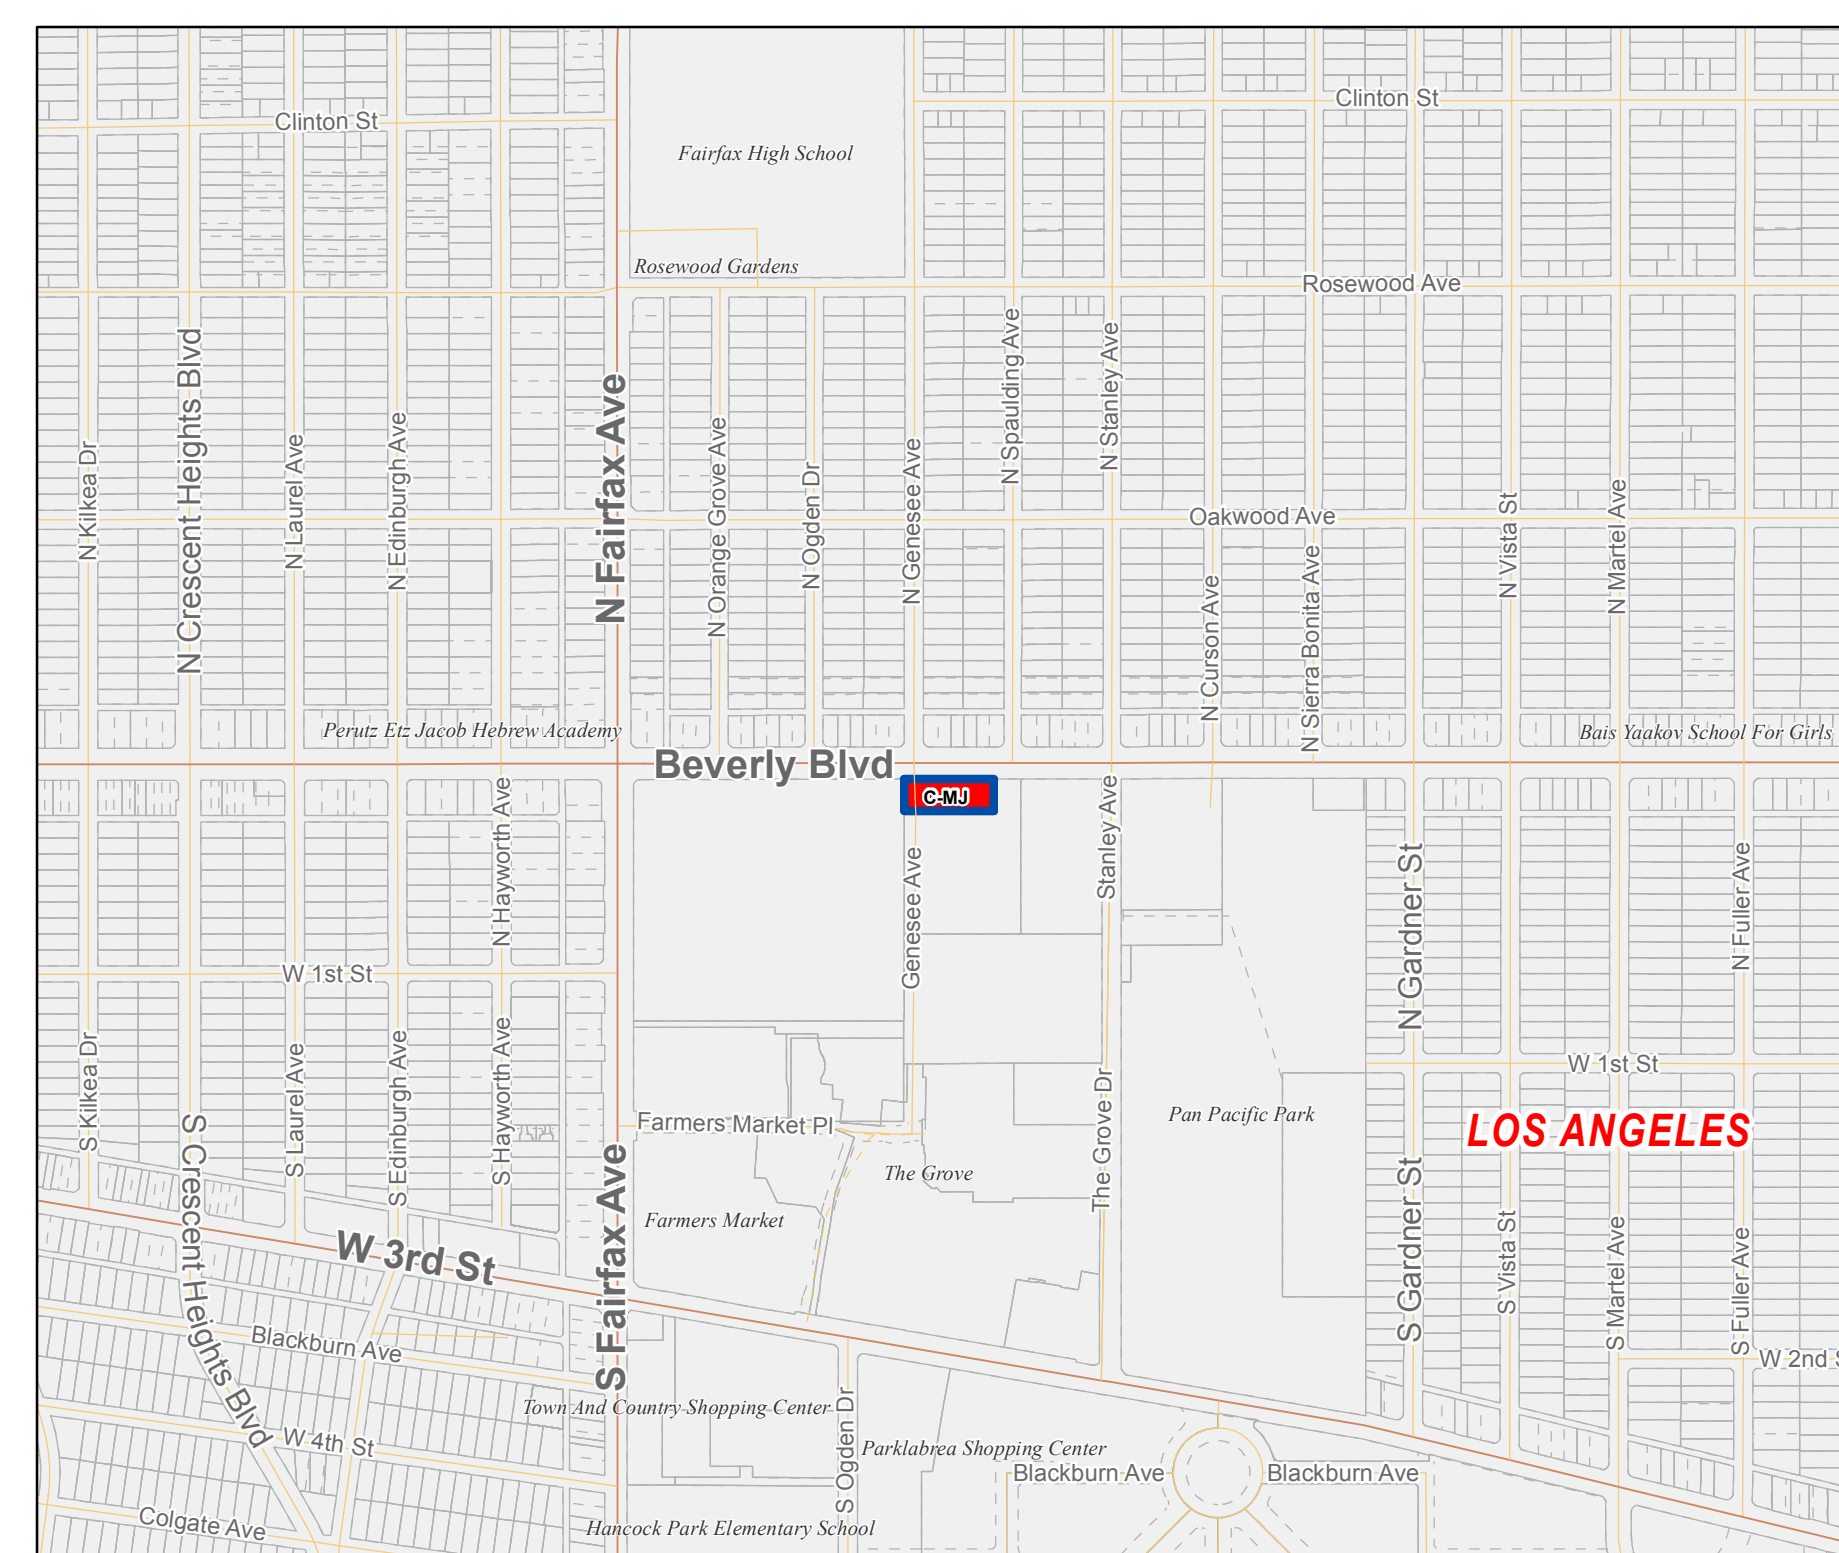 Clinton St
Clinton St
Fairfax High School
Rosewood Gardens
Rosewood Ave
N Kilkea Dr
N Crescent Heights Blvd
N Laurel Ave
N Edinburgh Ave
N Fairfax Ave
N Orange Grove Ave
N Ogden Dr
N Genesee Ave
N Spaulding Ave
N Stanley Ave
Oakwood Ave
N Curson Ave
N Sierra Bonita Ave
N Vista St
N Martel Ave
Perutz Etz Jacob Hebrew Academy
Bais Yaakov School For Girls
Beverly Blvd
C-MJ
N Hayworth Ave
Genesee Ave
Stanley Ave
N Gardner St
N Fuller Ave
W 1st St
W 1st St
S Kilkea Dr
S Crescent Heights Blvd
S Laurel Ave
S Edinburgh Ave
S Hayworth Ave
S Fairfax Ave
Farmers Market Pl
The Grove Dr
Pan Pacific Park
LOS ANGELES
The Grove
Farmers Market
S Gardner St
S Vista St
S Martel Ave
S Fuller Ave
W 3rd St
Blackburn Ave
W 2nd S
Town And Country Shopping Center
S Ogden Dr
W 4th St
Parklabrea Shopping Center
Blackburn Ave
Blackburn Ave
Colgate Ave
Hancock Park Elementary School